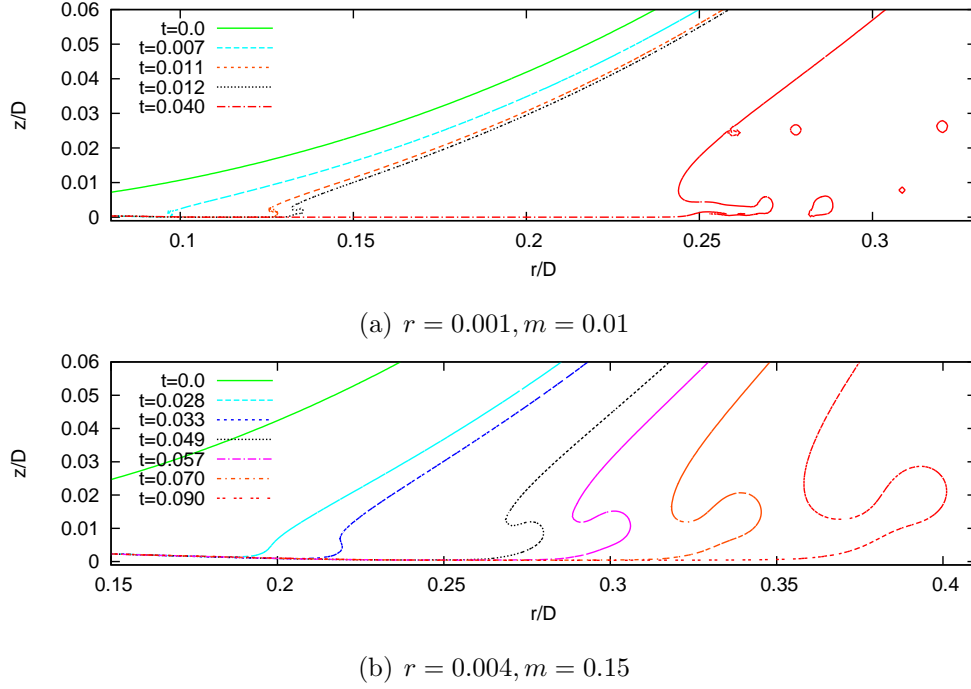 z/D
0.06
0.05
0.04
0.03
0.02
0.01
0
t=0.0
t=0.007
t=0.011
t=0.012
t=0.040
0.1 0.15 0.2 0.25 0.3
r/D
(a) r = 0.001, m = 0.01
z/D
0.06
0.05
0.04
0.03
0.02
0.01
0
t=0.0
t=0.028
t=0.033
t=0.049
t=0.057
t=0.070
t=0.090
0.15 0.2 0.25 0.3 0.35 0.4
r/D
(b) r = 0.004, m = 0.15